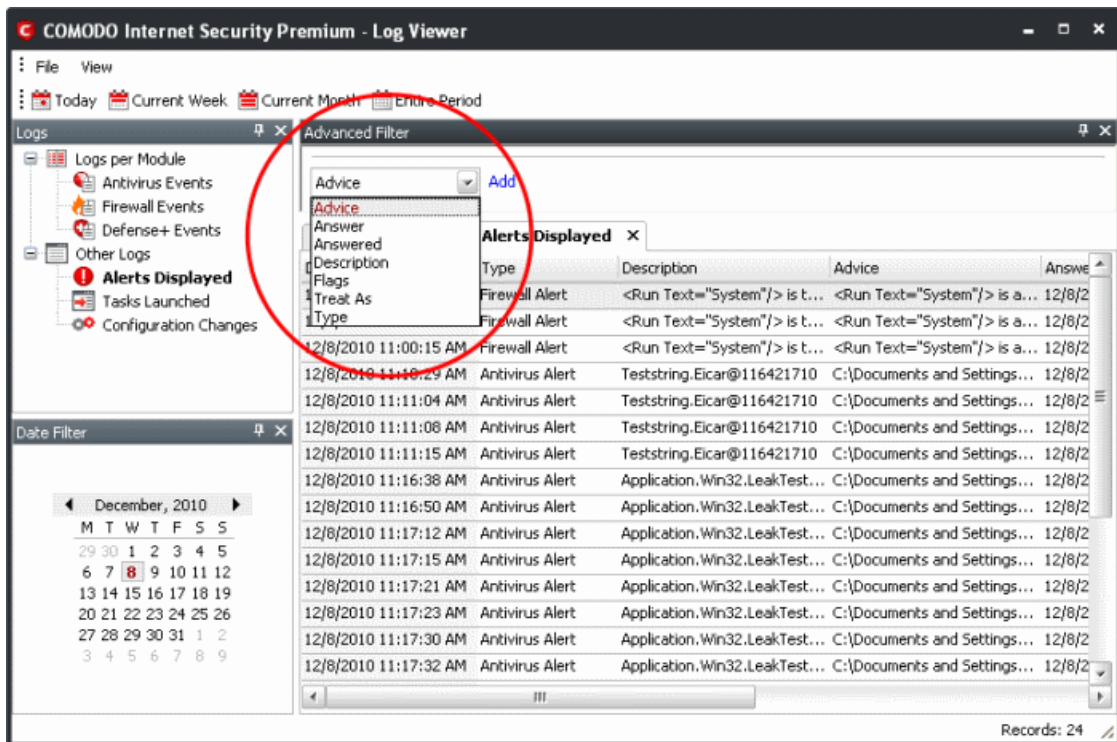 COMODO Internet Security Premium - Log Viewer
File View
Today Current Week Current Month Entire Period
Logs
Logs per Module
Antivirus Events
Firewall Events
Defense+ Events
Other Logs
Alerts Displayed
Tasks Launched
Configuration Changes
Date Filter
December, 2010
M T W T F S S
29 30 1 2 3 4 5
6 7 8 9 10 11 12
13 14 15 16 17 18 19
20 21 22 23 24 25 26
27 28 29 30 31 1 2
3 4 5 6 7 8 9
Advanced Filter
Advice Add
Advice
Answer
Answered
Description
Flags
Treat As
Type
Alerts Displayed
Type Description Advice Answe
Firewall Alert <Run Text="System"/> is t... <Run Text="System"/> is a... 12/8/2
Firewall Alert <Run Text="System"/> is t... <Run Text="System"/> is a... 12/8/2
12/8/2010 11:00:15 AM Firewall Alert <Run Text="System"/> is t... <Run Text="System"/> is a... 12/8/2
12/8/2010 11:10:29 AM Antivirus Alert Teststring.Eicar@116421710 C:\Documents and Settings... 12/8/2
12/8/2010 11:11:04 AM Antivirus Alert Teststring.Eicar@116421710 C:\Documents and Settings... 12/8/2
12/8/2010 11:11:08 AM Antivirus Alert Teststring.Eicar@116421710 C:\Documents and Settings... 12/8/2
12/8/2010 11:11:15 AM Antivirus Alert Teststring.Eicar@116421710 C:\Documents and Settings... 12/8/2
12/8/2010 11:16:38 AM Antivirus Alert Application.Win32.LeakTest... C:\Documents and Settings... 12/8/2
12/8/2010 11:16:50 AM Antivirus Alert Application.Win32.LeakTest... C:\Documents and Settings... 12/8/2
12/8/2010 11:17:12 AM Antivirus Alert Application.Win32.LeakTest... C:\Documents and Settings... 12/8/2
12/8/2010 11:17:15 AM Antivirus Alert Application.Win32.LeakTest... C:\Documents and Settings... 12/8/2
12/8/2010 11:17:21 AM Antivirus Alert Application.Win32.LeakTest... C:\Documents and Settings... 12/8/2
12/8/2010 11:17:23 AM Antivirus Alert Application.Win32.LeakTest... C:\Documents and Settings... 12/8/2
12/8/2010 11:17:30 AM Antivirus Alert Application.Win32.LeakTest... C:\Documents and Settings... 12/8/2
12/8/2010 11:17:32 AM Antivirus Alert Application.Win32.LeakTest... C:\Documents and Settings... 12/8/2
Records: 24